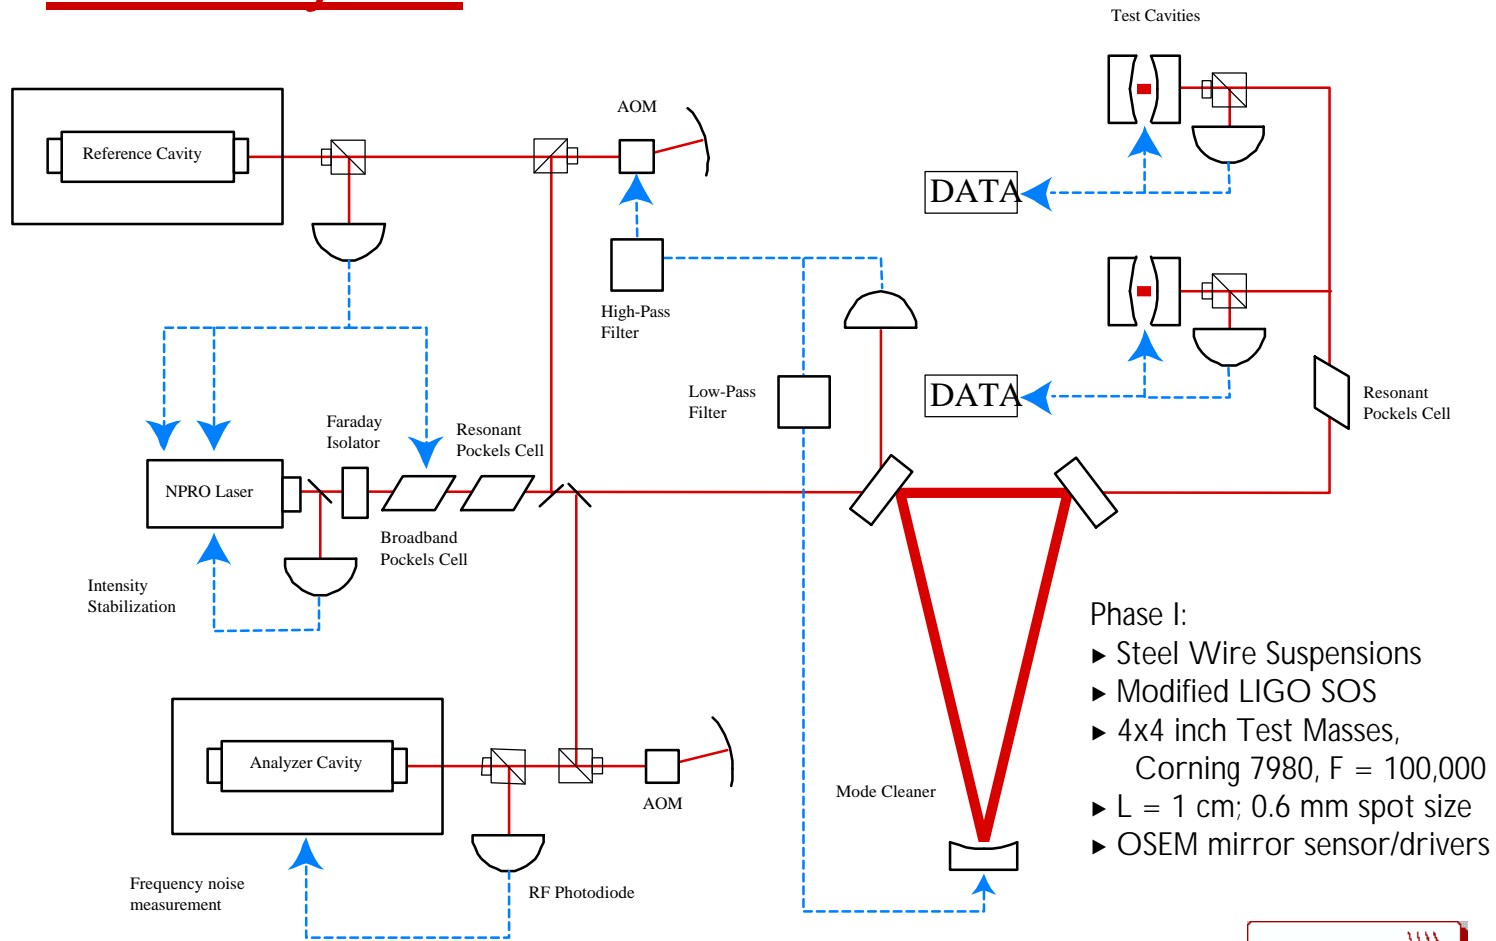 Test Cavities
AOM
Reference Cavity
DATA
High-Pass
Filter
Low-Pass
Filter
DATA
Resonant
Pockels Cell
Faraday
Isolator
Resonant
Pockels Cell
NPRO Laser
Broadband
Pockels Cell
Intensity
Stabilization
Phase I:
► Steel Wire Suspensions
► Modified LIGO SOS
► 4x4 inch Test Masses,
Corning 7980, F = 100,000
► L = 1 cm; 0.6 mm spot size
► OSEM mirror sensor/drivers
Analyzer Cavity
AOM
Mode Cleaner
Frequency noise
measurement
RF Photodiode